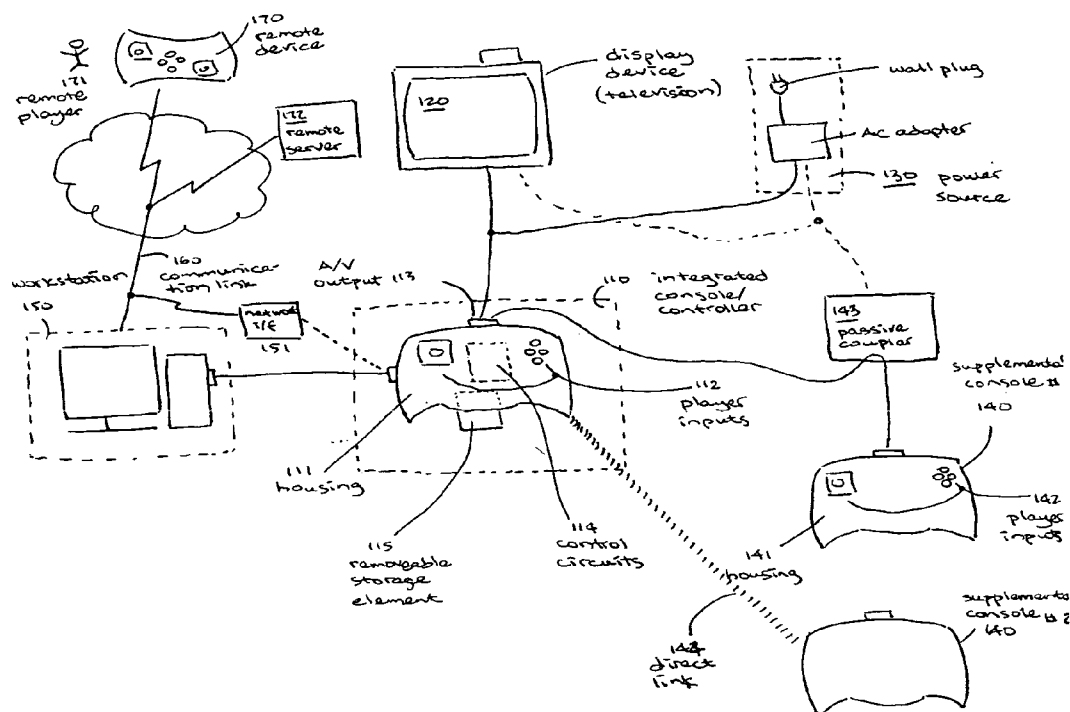 170
remote
device
171
remote
player
172
remote
server
120
display
device
(television)
wall plug
AC adapter
130 power
source
160
communica-
tion link
workstation
150
network
I/F
151
A/V
output 113
110 integrated
console/
controller
112
player
inputs
143
passive
coupler
supplemental
console #
140
111
housing
115
removeable
storage
element
114
control
circuits
142
player
inputs
141
housing
144
direct
link
supplementa
console #2
140